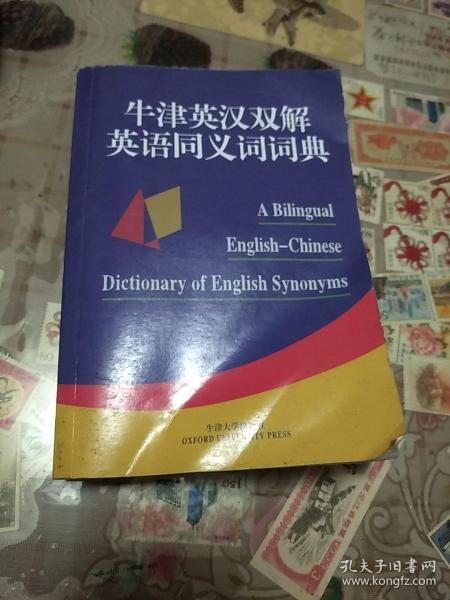 牛津英汉双解
英语同义词词典
A Bilingual
English-Chinese
Dictionary of English Synonyms
牛津大学出版社
OXFORD UNIVERSITY PRESS
孔夫子旧书网
www.kongfz.com